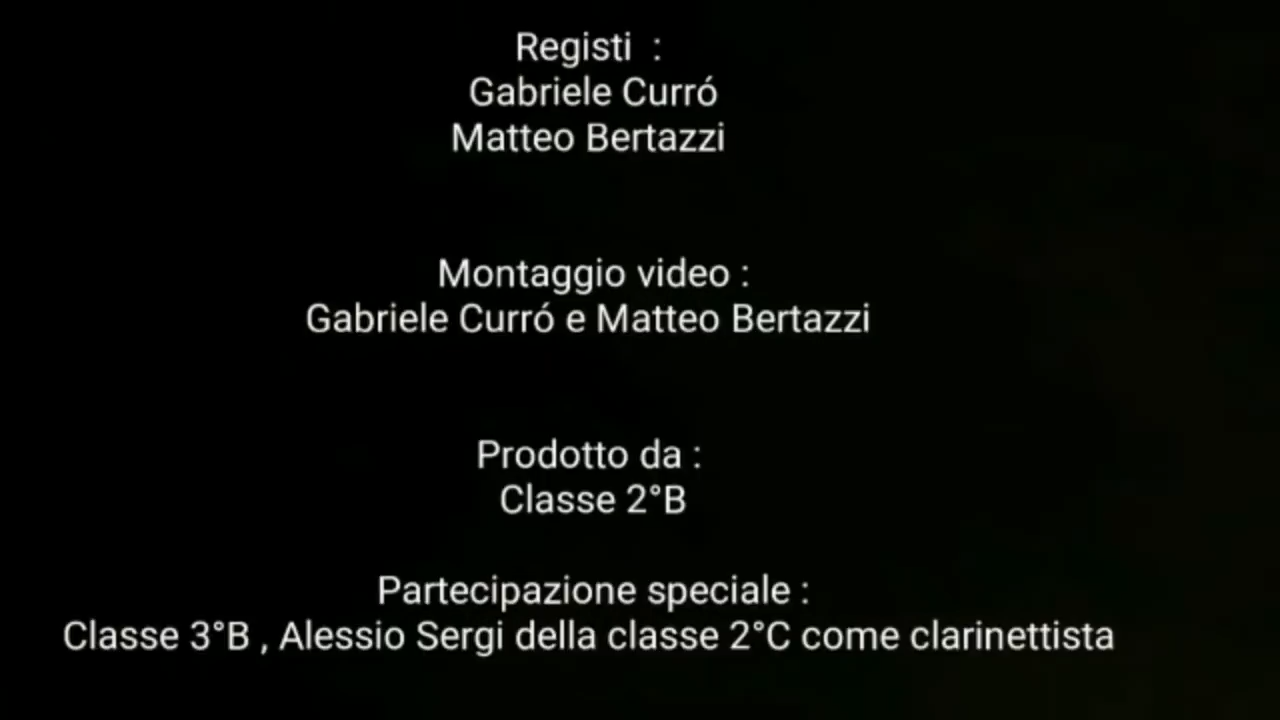 Registi :
Gabriele Curró
Matteo Bertazzi
Montaggio video :
Gabriele Curró e Matteo Bertazzi
Prodotto da :
Classe 2°B
Partecipazione speciale :
Classe 3°B , Alessio Sergi della classe 2°C come clarinettista